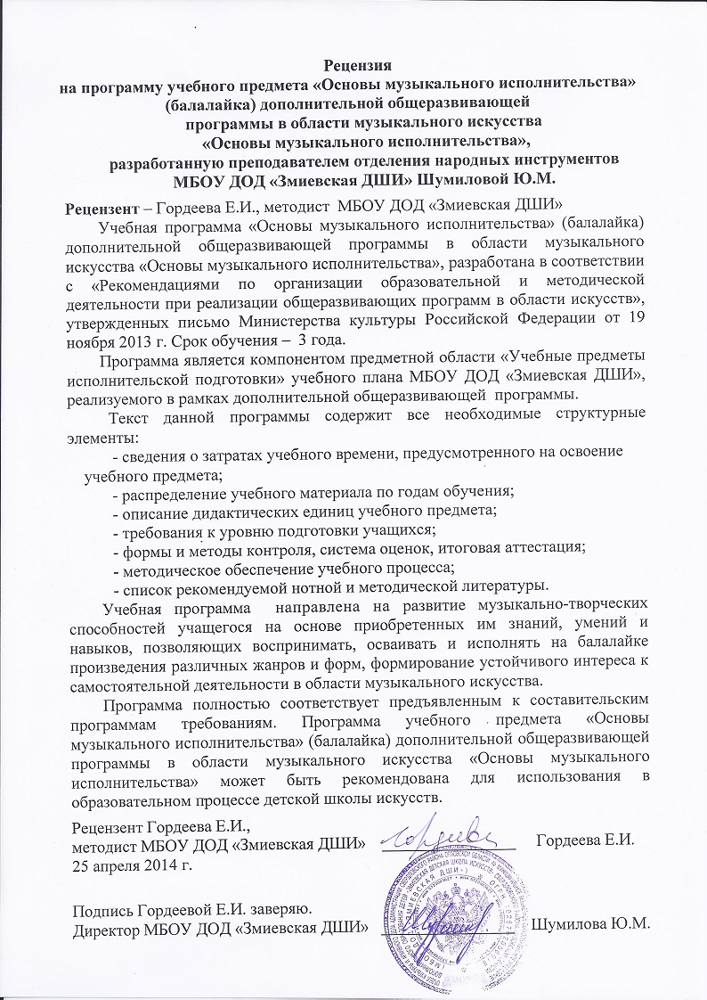 Рецензия
на программу учебного предмета «Основы музыкального исполнительства»
(балалайка) дополнительной общеразвивающей
программы в области музыкального искусства
«Основы музыкального исполнительства»,
разработанную преподавателем отделения народных инструментов
МБОУ ДОД «Змиевская ДШИ» Шумиловой Ю.М.
Рецензент – Гордеева Е.И., методист МБОУ ДОД «Змиевская ДШИ»
Учебная программа «Основы музыкального исполнительства» (балалайка)
дополнительной общеразвивающей программы в области музыкального
искусства «Основы музыкального исполнительства», разработана в соответствии
с «Рекомендациями по организации образовательной и методической
деятельности при реализации общеразвивающих программ в области искусств»,
утвержденных письмо Министерства культуры Российской Федерации от 19
ноября 2013 г. Срок обучения – 3 года.
Программа является компонентом предметной области «Учебные предметы
исполнительской подготовки» учебного плана МБОУ ДОД «Змиевская ДШИ»,
реализуемого в рамках дополнительной общеразвивающей программы.
Текст данной программы содержит все необходимые структурные
элементы:
- сведения о затратах учебного времени, предусмотренного на освоение
учебного предмета;
- распределение учебного материала по годам обучения;
- описание дидактических единиц учебного предмета;
- требования к уровню подготовки учащихся;
- формы и методы контроля, система оценок, итоговая аттестация;
- методическое обеспечение учебного процесса;
- список рекомендуемой нотной и методической литературы.
Учебная программа направлена на развитие музыкально-творческих
способностей учащегося на основе приобретенных им знаний, умений и
навыков, позволяющих воспринимать, осваивать и исполнять на балалайке
произведения различных жанров и форм, формирование устойчивого интереса к
самостоятельной деятельности в области музыкального искусства.
Программа полностью соответствует предъявленным к составительским
программам требованиям. Программа учебного предмета «Основы
музыкального исполнительства» (балалайка) дополнительной общеразвивающей
программы в области музыкального искусства «Основы музыкального
исполнительства» может быть рекомендована для использования в
образовательном процессе детской школы искусств.
Рецензент Гордеева Е.И.,
методист МБОУ ДОД «Змиевская ДШИ» Гордеева Гордеева Е.И.
25 апреля 2014 г.
Подпись Гордеевой Е.И. заверяю.
Директор МБОУ ДОД «Змиевская ДШИ» Шумилова Ю.М.